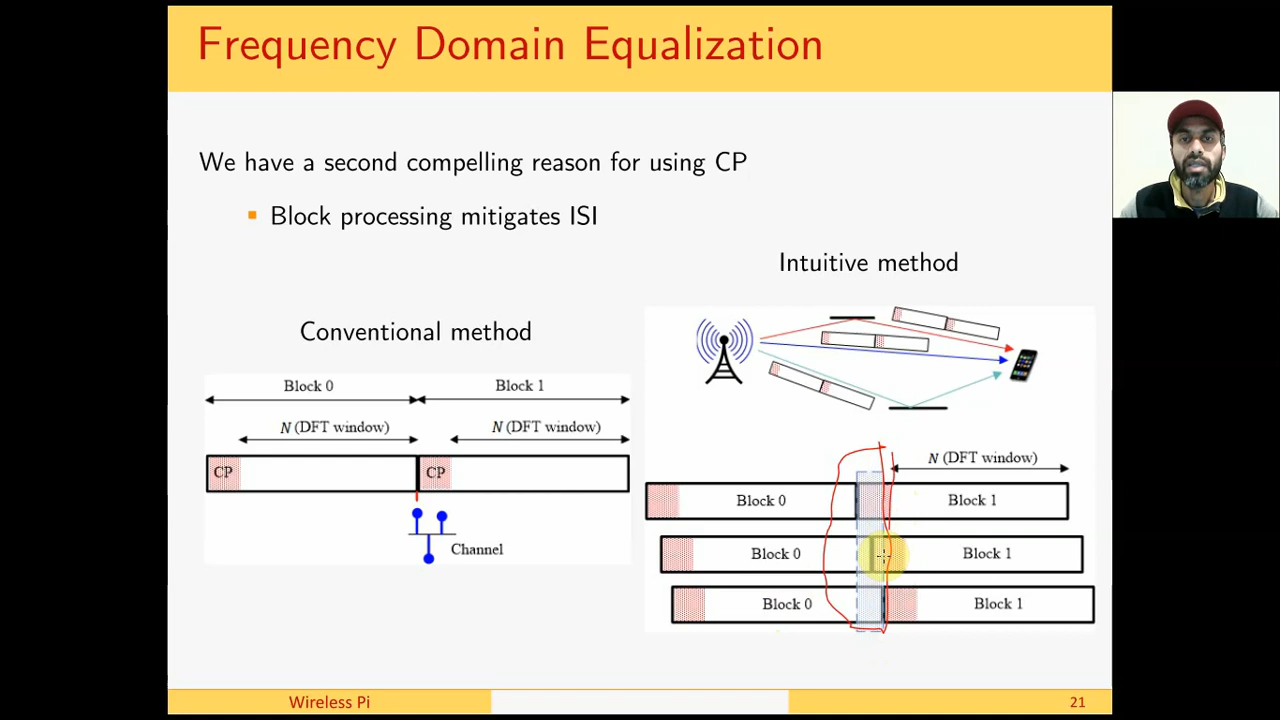 Frequency Domain Equalization
We have a second compelling reason for using CP
Block processing mitigates ISI
Intuitive method
Conventional method
Block 0
Block 1
N (DFT window)
N (DFT window)
CP
CP
Channel
N (DFT window)
Block 0
Block 1
Block 0
Block 1
Block 0
Block 1
Wireless Pi
21